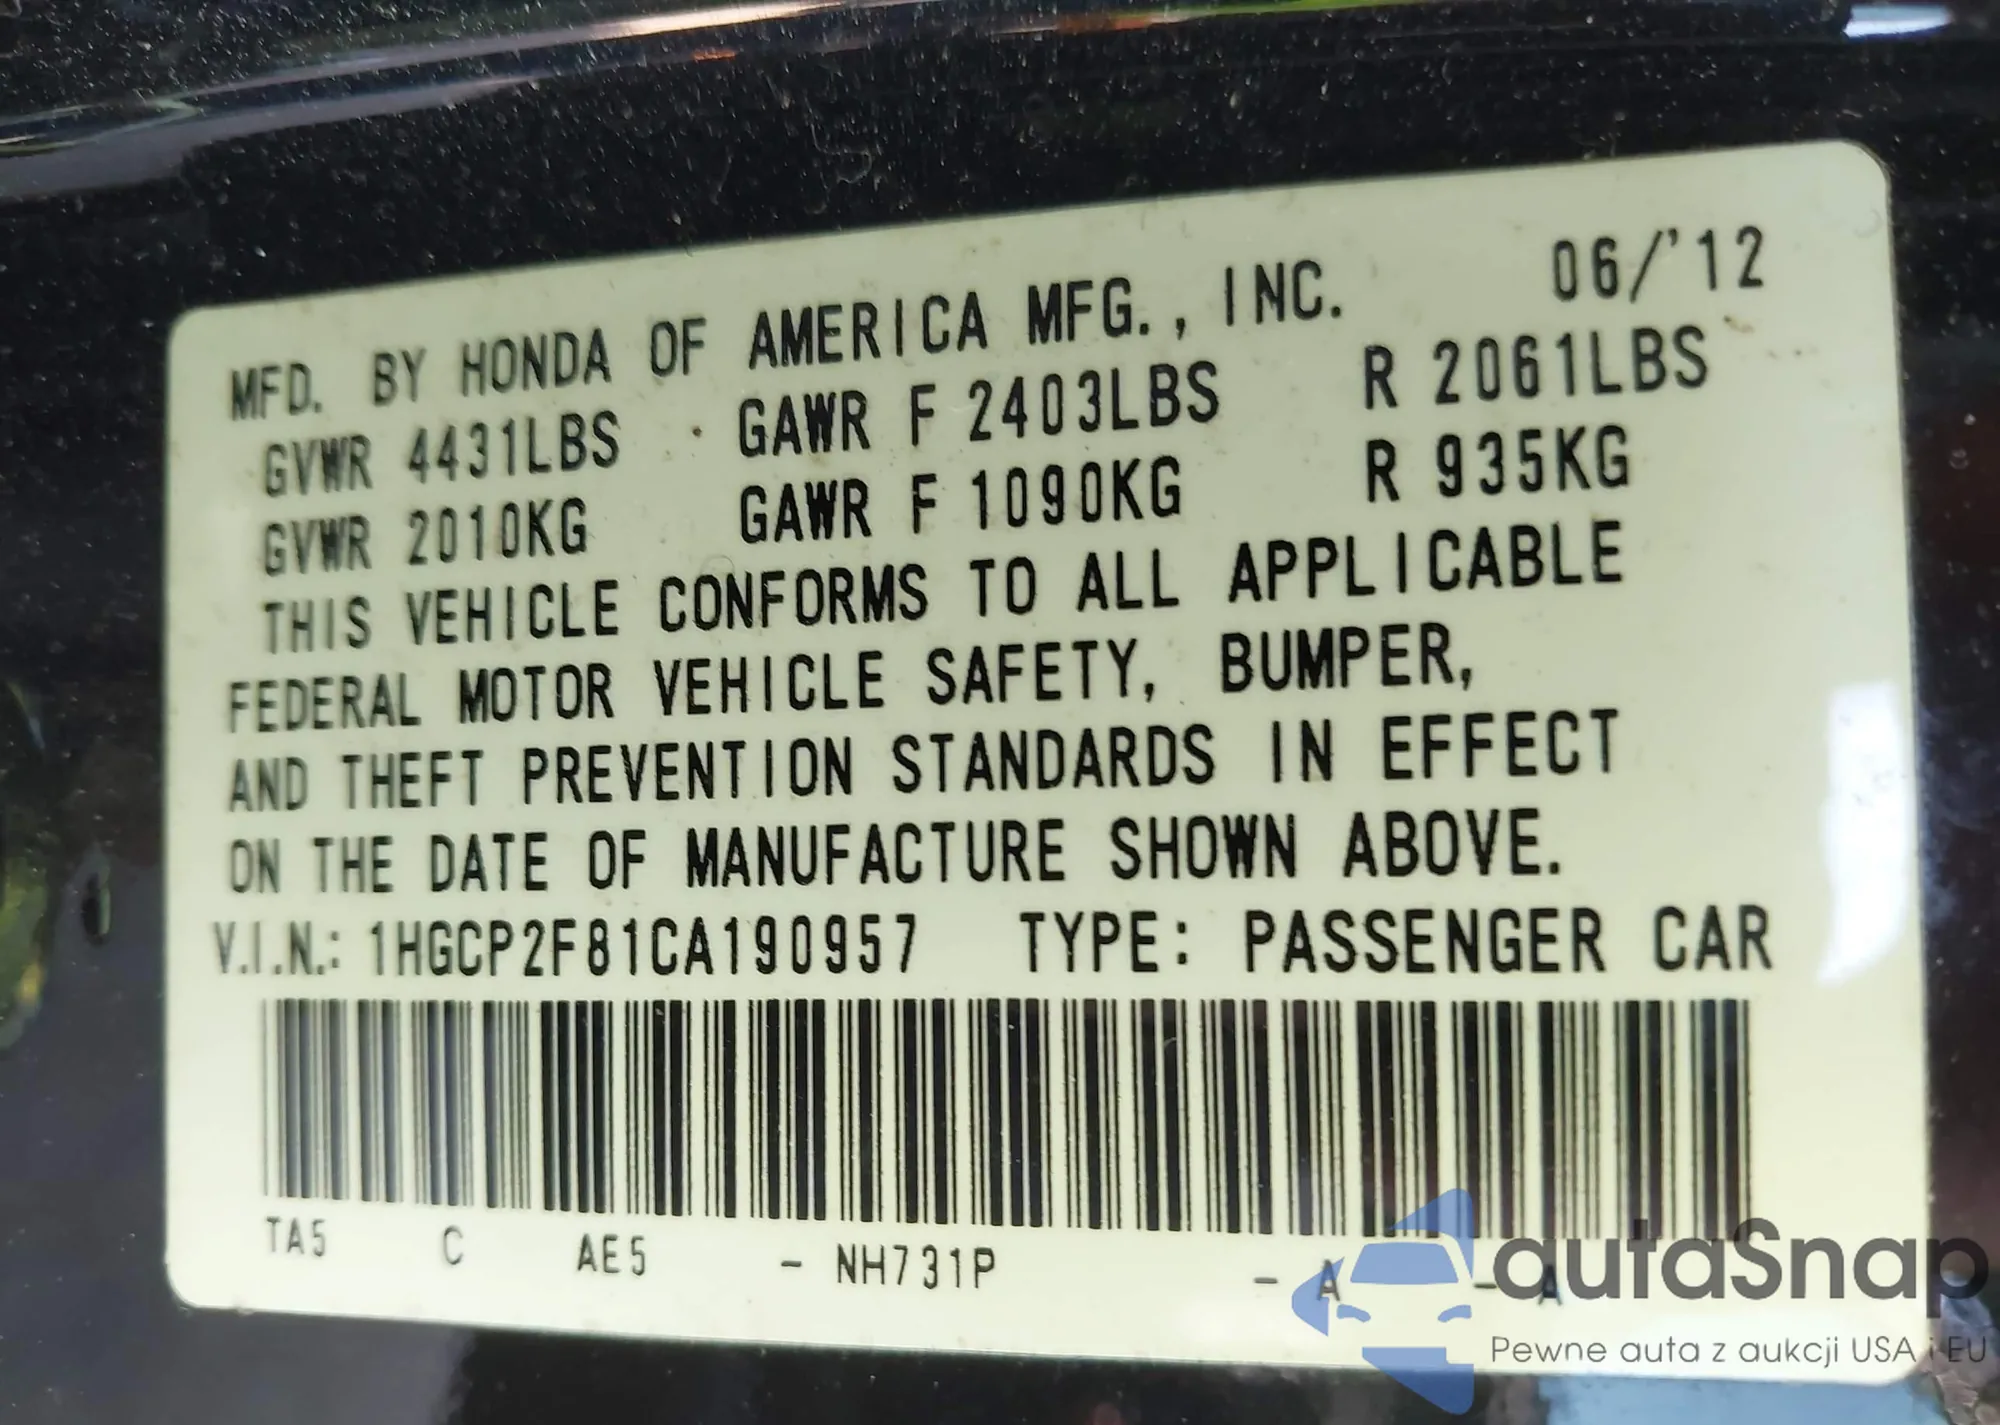 MFD. BY HONDA OF AMERICA MFG., INC. 06/'12
GVWR 4431LBS GAWR F 2403LBS R 2061LBS
GVWR 2010KG GAWR F 1090KG R 935KG
THIS VEHICLE CONFORMS TO ALL APPLICABLE
FEDERAL MOTOR VEHICLE SAFETY, BUMPER,
AND THEFT PREVENTION STANDARDS IN EFFECT
ON THE DATE OF MANUFACTURE SHOWN ABOVE.
V.I.N.: 1HGCP2F81CA190957 TYPE: PASSENGER CAR
TA5 C AE5 - NH731P - A - A
autaSnap
Pewne auta z aukcji USA i EU